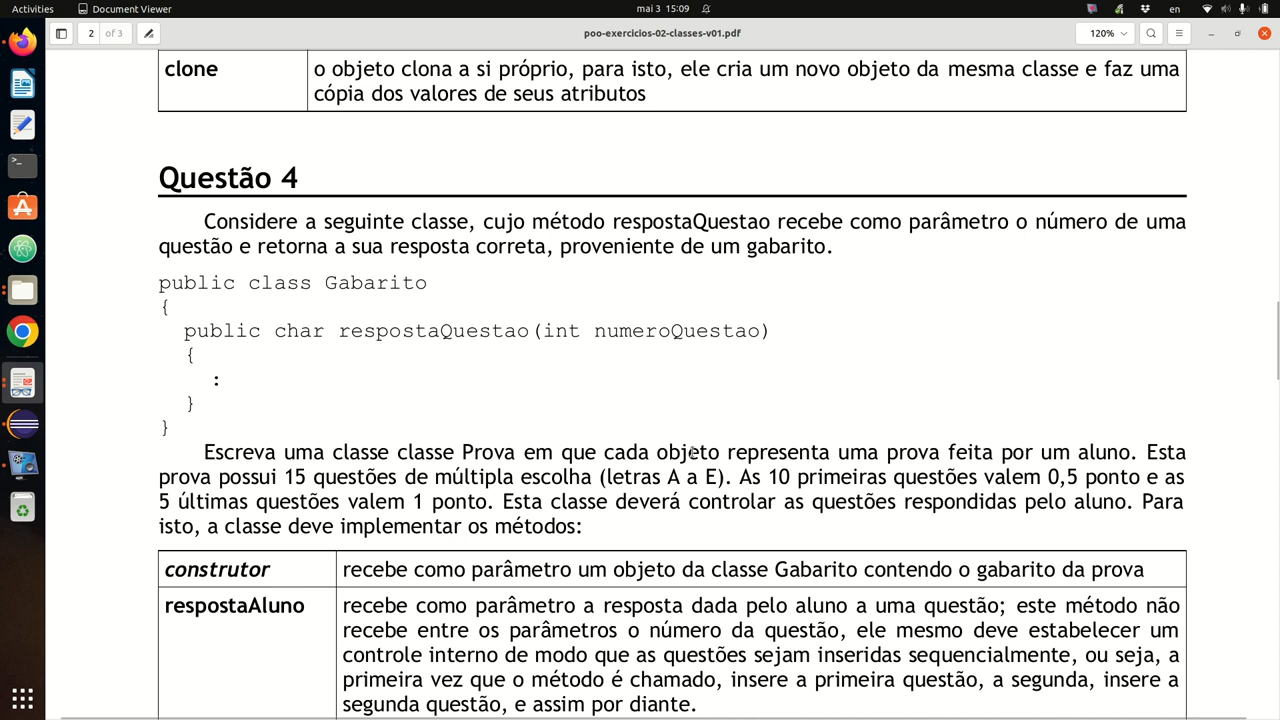 Activities
Document Viewer
mai 3 15:09
en
2 of 3
poo-exercicios-02-classes-v01.pdf
120%
clone
o objeto clona a si próprio, para isto, ele cria um novo objeto da mesma classe e faz uma
cópia dos valores de seus atributos
Questão 4
Considere a seguinte classe, cujo método respostaQuestao recebe como parâmetro o número de uma
questão e retorna a sua resposta correta, proveniente de um gabarito.
public class Gabarito
{
public char respostaQuestao(int numeroQuestao)
{
:
}
}
Escreva uma classe classe Prova em que cada objeto representa uma prova feita por um aluno. Esta
prova possui 15 questões de múltipla escolha (letras A a E). As 10 primeiras questões valem 0,5 ponto e as
5 últimas questões valem 1 ponto. Esta classe deverá controlar as questões respondidas pelo aluno. Para
isto, a classe deve implementar os métodos:
construtor
recebe como parâmetro um objeto da classe Gabarito contendo o gabarito da prova
respostaAluno
recebe como parâmetro a resposta dada pelo aluno a uma questão; este método não
recebe entre os parâmetros o número da questão, ele mesmo deve estabelecer um
controle interno de modo que as questões sejam inseridas sequencialmente, ou seja, a
primeira vez que o método é chamado, insere a primeira questão, a segunda, insere a
segunda questão, e assim por diante.